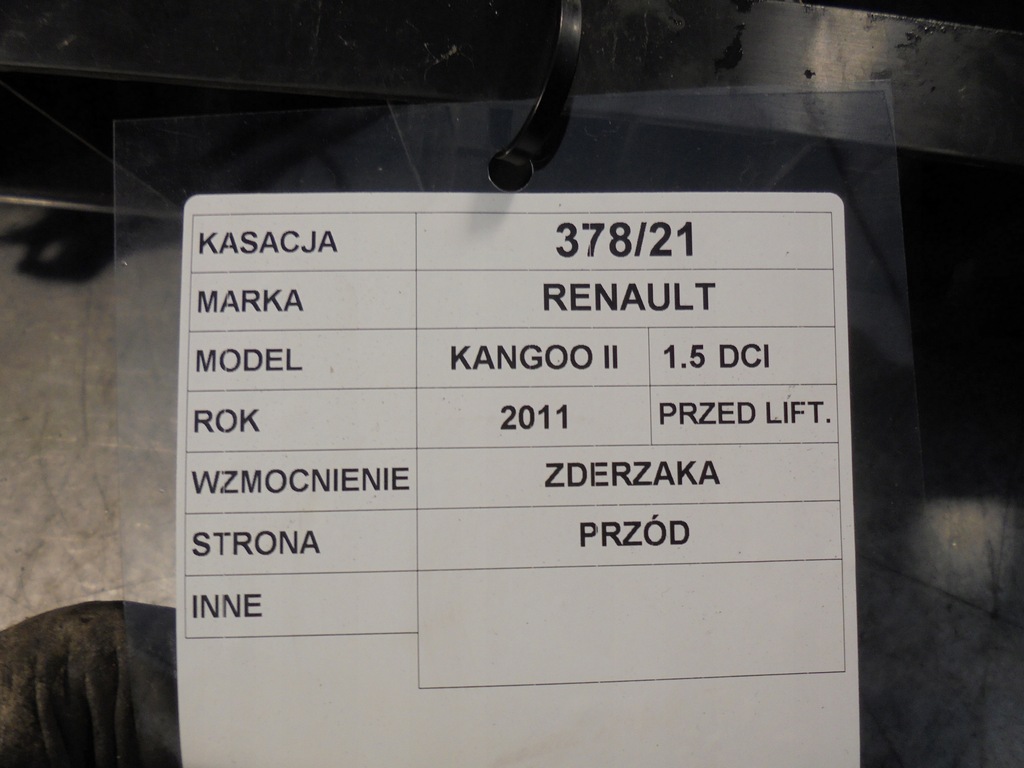 KASACJA 378/21
MARKA RENAULT
MODEL KANGOO II 1.5 DCI
ROK 2011 PRZED LIFT.
WZMOCNIENIE ZDERZAKA
STRONA PRZÓD
INNE